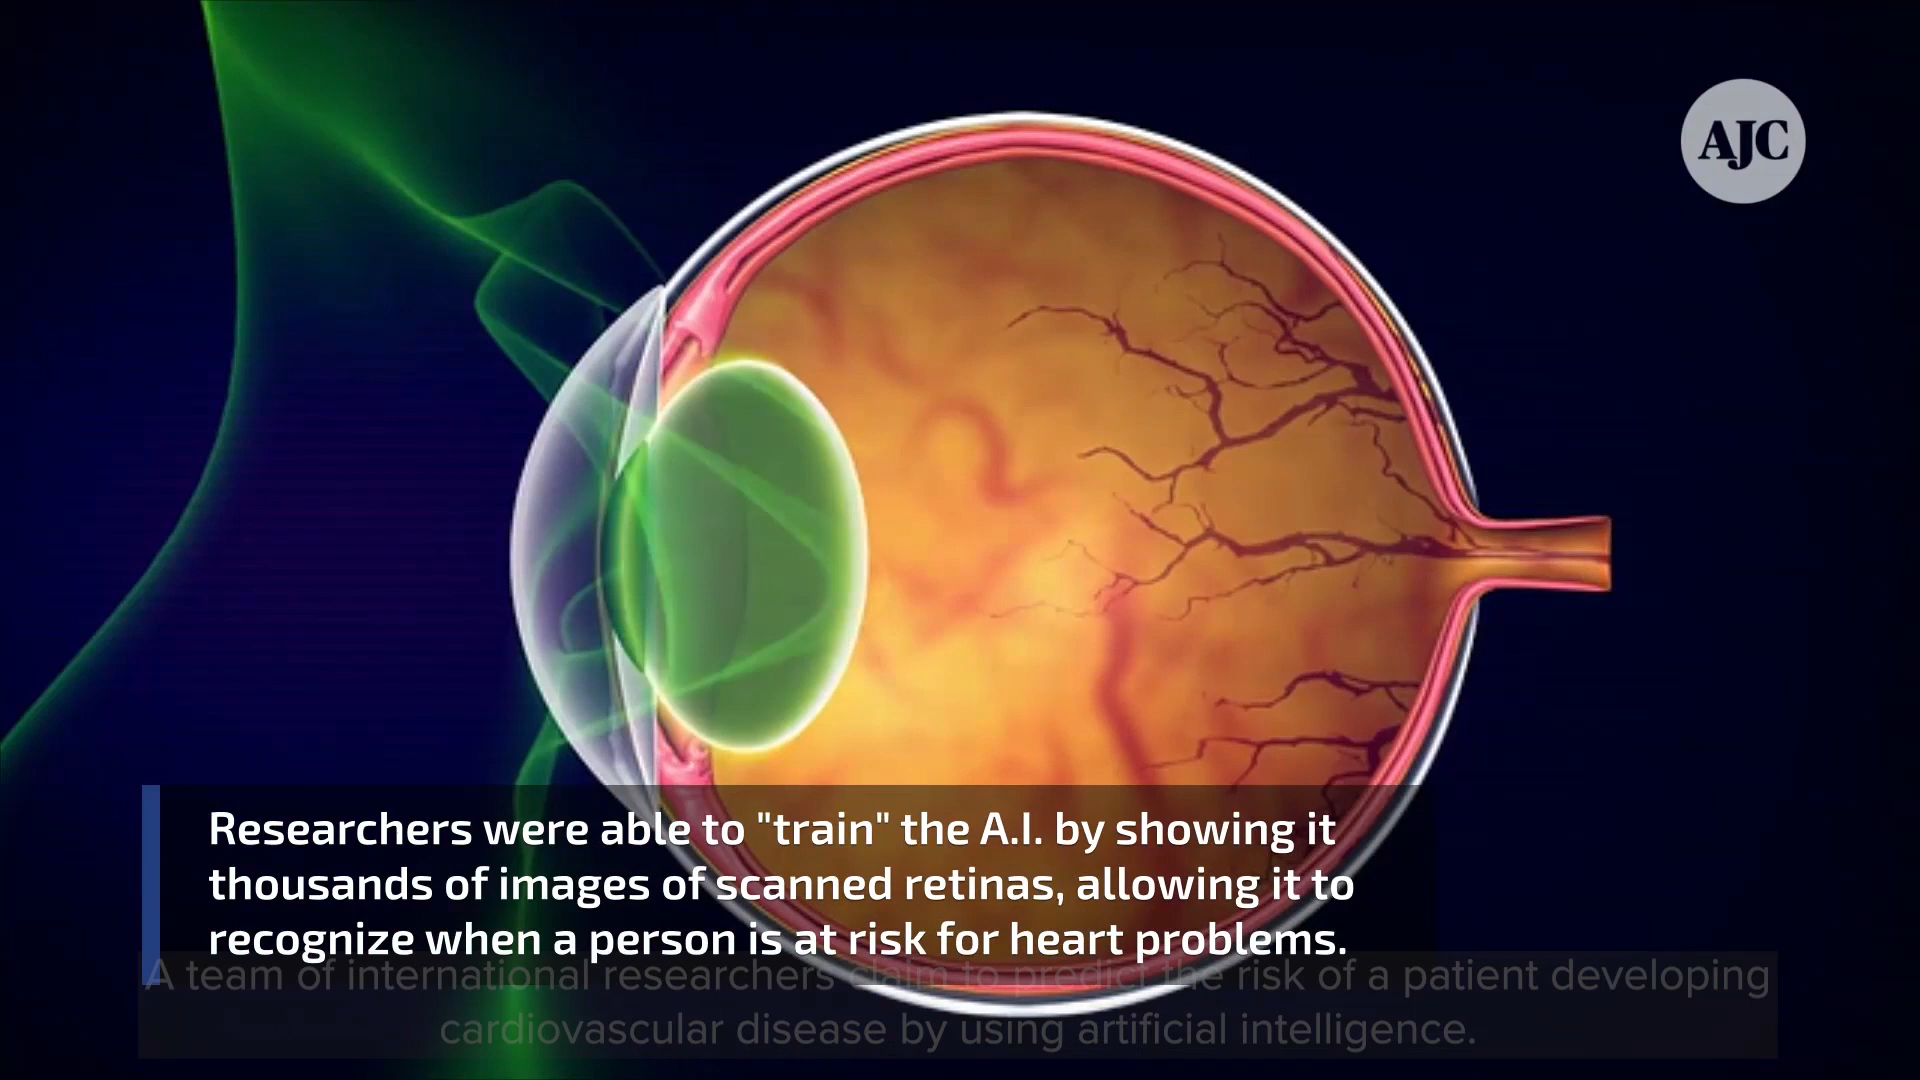 AJC
Researchers were able to "train" the A.I. by showing it
thousands of images of scanned retinas, allowing it to
recognize when a person is at risk for heart problems.
A team of international researchers claim to predict the risk of a patient developing
cardiovascular disease by using artificial intelligence.